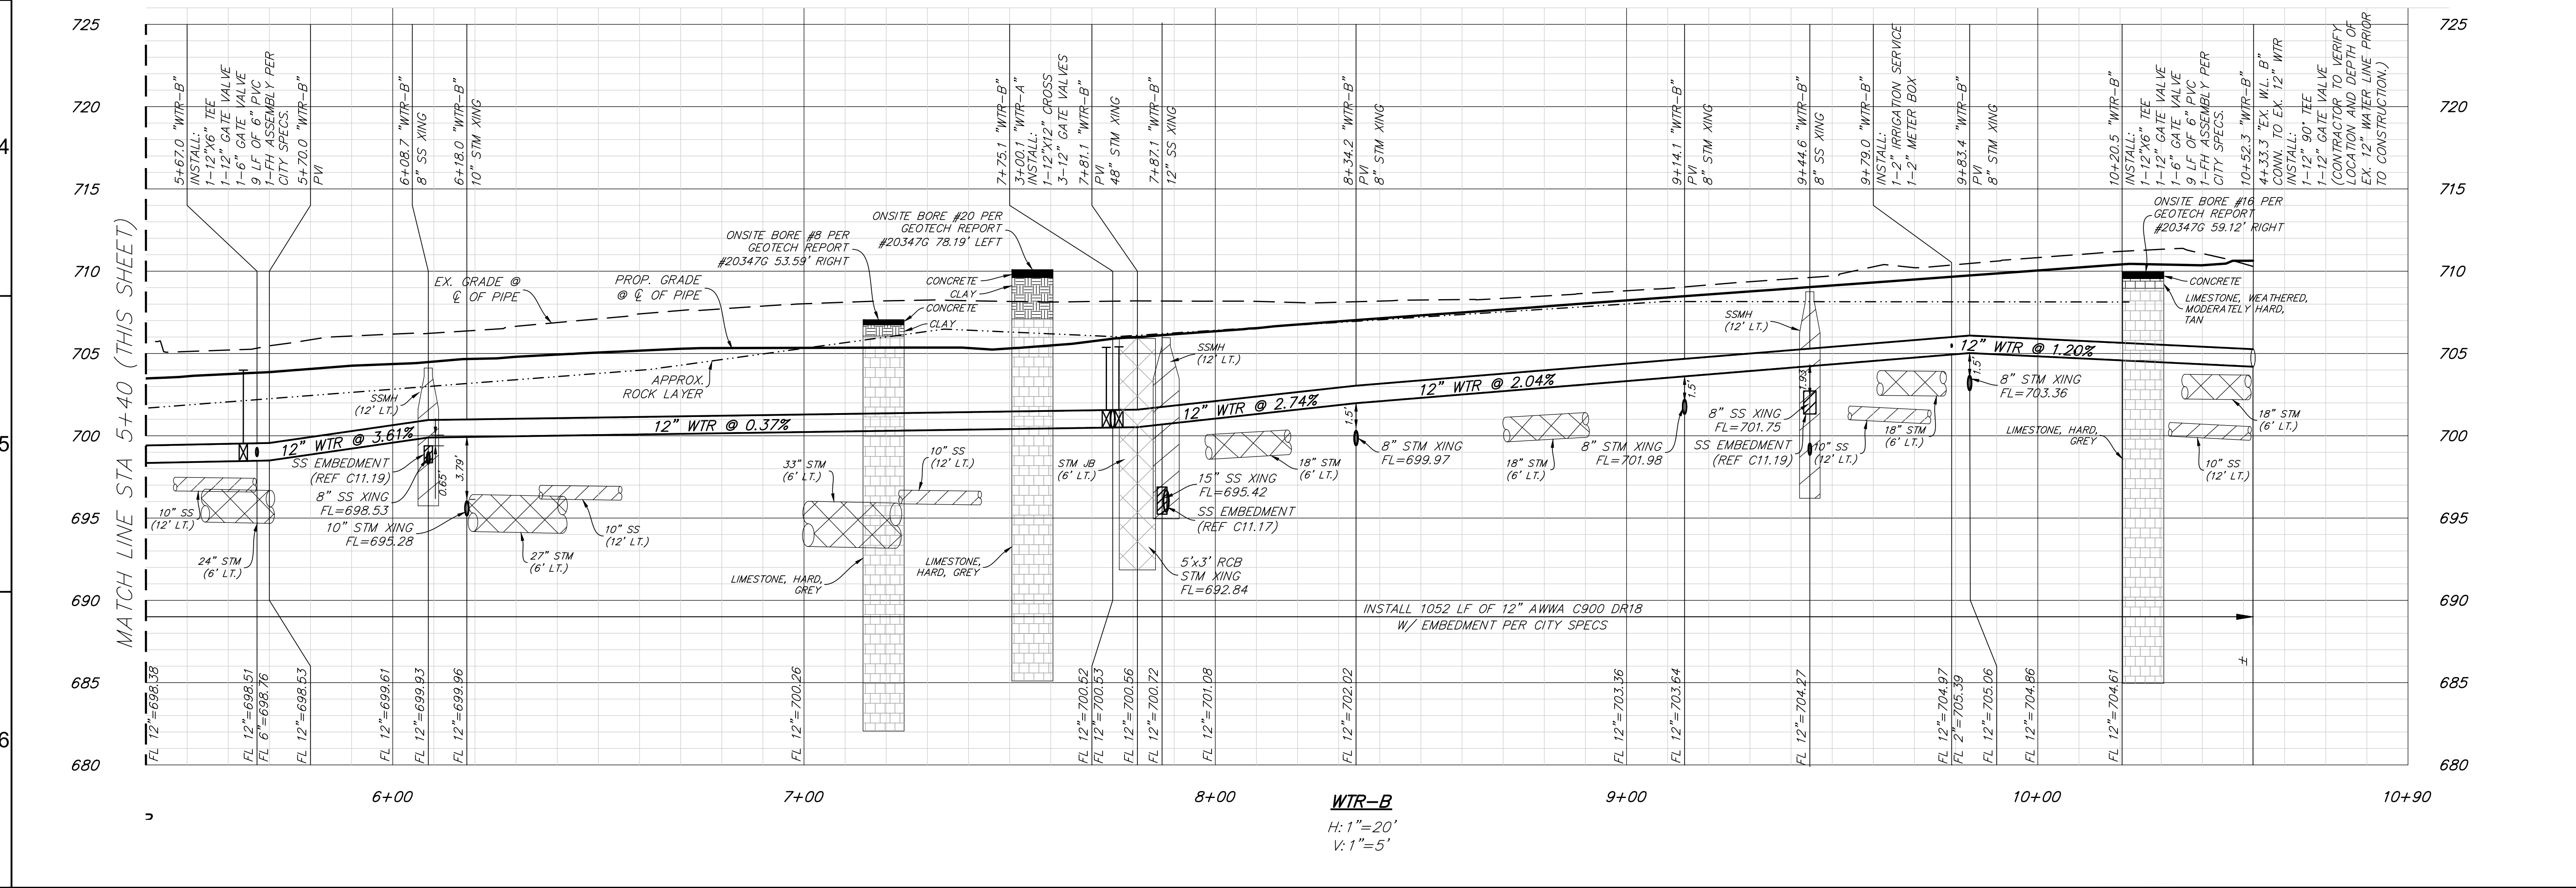 725
720
715
710
705
700
695
690
685
680
725
720
715
710
705
700
695
690
685
680
4
5
6
MATCH LINE STA 5+40 (THIS SHEET)
5+67.0 "WTR-B"
INSTALL:
1-12"X6" TEE
1-12" GATE VALVE
1-6" GATE VALVE
9 LF OF 6" PVC
1-FH ASSEMBLY PER
CITY SPECS.
5+70.0 "WTR-B"
PVI
6+08.7 "WTR-B"
8" SS XING
6+18.0 "WTR-B"
10" STM XING
7+75.1 "WTR-B"
3+00.1 "WTR-A"
INSTALL:
1-12"X12" CROSS
3-12" GATE VALVES
7+81.1 "WTR-B"
PVI
48" STM XING
7+87.1 "WTR-B"
12" SS XING
8+34.2 "WTR-B"
PVI
8" STM XING
9+14.1 "WTR-B"
PVI
8" STM XING
9+44.6 "WTR-B"
8" SS XING
9+79.0 "WTR-B"
INSTALL:
1-2" IRRIGATION SERVICE
1-2" METER BOX
9+83.4 "WTR-B"
PVI
8" STM XING
10+20.5 "WTR-B"
INSTALL:
1-12"X6" TEE
1-12" GATE VALVE
1-6" GATE VALVE
9 LF OF 6" PVC
1-FH ASSEMBLY PER
CITY SPECS.
10+52.3 "WTR-B"
4+33.3 "EX. W.L. B"
CONN. TO EX. 12" WTR
INSTALL:
1-12" 90° TEE
1-12" GATE VALVE
(CONTRACTOR TO VERIFY
LOCATION AND DEPTH OF
EX. 12" WATER LINE PRIOR
TO CONSTRUCTION.)
EX. GRADE @
℄ OF PIPE
PROP. GRADE
@ ℄ OF PIPE
ONSITE BORE #8 PER
GEOTECH REPORT
#20347G 53.59' RIGHT
ONSITE BORE #20 PER
GEOTECH REPORT
#20347G 78.19' LEFT
CONCRETE
CLAY
CONCRETE
CLAY
ONSITE BORE #16 PER
GEOTECH REPORT
#20347G 59.12' RIGHT
CONCRETE
LIMESTONE, WEATHERED,
MODERATELY HARD,
TAN
APPROX.
ROCK LAYER
SSMH
(12' LT.)
SSMH
(12' LT.)
SSMH
(12' LT.)
12" WTR @ 3.61%
12" WTR @ 0.37%
12" WTR @ 2.74%
12" WTR @ 2.04%
12" WTR @ 1.20%
SS EMBEDMENT
(REF C11.19)
8" SS XING
FL=698.53
10" STM XING
FL=695.28
0.65'
3.79'
10" SS
(12' LT.)
24" STM
(6' LT.)
27" STM
(6' LT.)
10" SS
(12' LT.)
33" STM
(6' LT.)
10" SS
(12' LT.)
LIMESTONE, HARD,
GREY
LIMESTONE,
HARD, GREY
STM JB
(6' LT.)
15" SS XING
FL=695.42
SS EMBEDMENT
(REF C11.17)
5'x3' RCB
STM XING
FL=692.84
18" STM
(6' LT.)
1.5'
8" STM XING
FL=699.97
18" STM
(6' LT.)
1.5'
8" STM XING
FL=701.98
1.93'
8" SS XING
FL=701.75
SS EMBEDMENT
(REF C11.19)
10" SS
(12' LT.)
18" STM
(6' LT.)
1.5'
8" STM XING
FL=703.36
LIMESTONE, HARD,
GREY
18" STM
(6' LT.)
10" SS
(12' LT.)
INSTALL 1052 LF OF 12" AWWA C900 DR18
W/ EMBEDMENT PER CITY SPECS
FL 12"=698.38
FL 12"=698.51
FL 6"=698.76
FL 12"=698.53
FL 12"=699.61
FL 12"=699.93
FL 12"=699.96
FL 12"=700.26
FL 12"=700.52
FL 12"=700.53
FL 12"=700.56
FL 12"=700.72
FL 12"=701.08
FL 12"=702.02
FL 12"=703.36
FL 12"=703.64
FL 12"=704.27
FL 12"=704.97
FL 2"=705.39
FL 12"=705.06
FL 12"=704.86
FL 12"=704.61
±
6+00
7+00
8+00
9+00
10+00
10+90
WTR-B
H: 1"=20'
V: 1"=5'